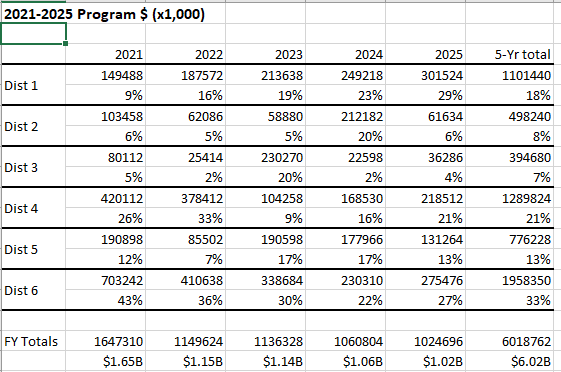 2021-2025 Program $ (x1,000)
2021 2022 2023 2024 2025 5-Yr total
Dist 1 149488 187572 213638 249218 301524 1101440
9% 16% 19% 23% 29% 18%
Dist 2 103458 62086 58880 212182 61634 498240
6% 5% 5% 20% 6% 8%
Dist 3 80112 25414 230270 22598 36286 394680
5% 2% 20% 2% 4% 7%
Dist 4 420112 378412 104258 168530 218512 1289824
26% 33% 9% 16% 21% 21%
Dist 5 190898 85502 190598 177966 131264 776228
12% 7% 17% 17% 13% 13%
Dist 6 703242 410638 338684 230310 275476 1958350
43% 36% 30% 22% 27% 33%
FY Totals 1647310 1149624 1136328 1060804 1024696 6018762
$1.65B $1.15B $1.14B $1.06B $1.02B $6.02B